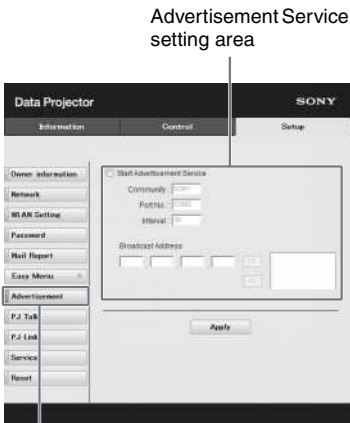 Advertisement Service
setting area
Data Projector
SONY
Information
Control
Setup
Owner information
Network
WLAN Setting
Password
Mail Report
Easy Menu
Advertisement
PJ Talk
PJ Link
Service
Reset
Start Advertisement Service
Community :
Port No. :
Interval :
Broadcast Address
Apply